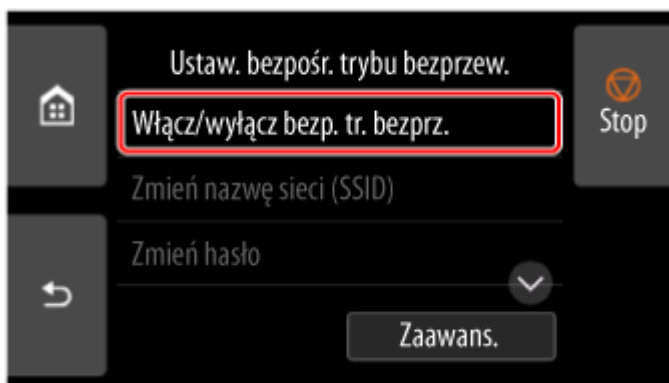 Ustaw. bezpośr. trybu bezprzew.
Włącz/wyłącz bezp. tr. bezprz.
Stop
Zmień nazwę sieci (SSID)
Zmień hasło
Zaawans.